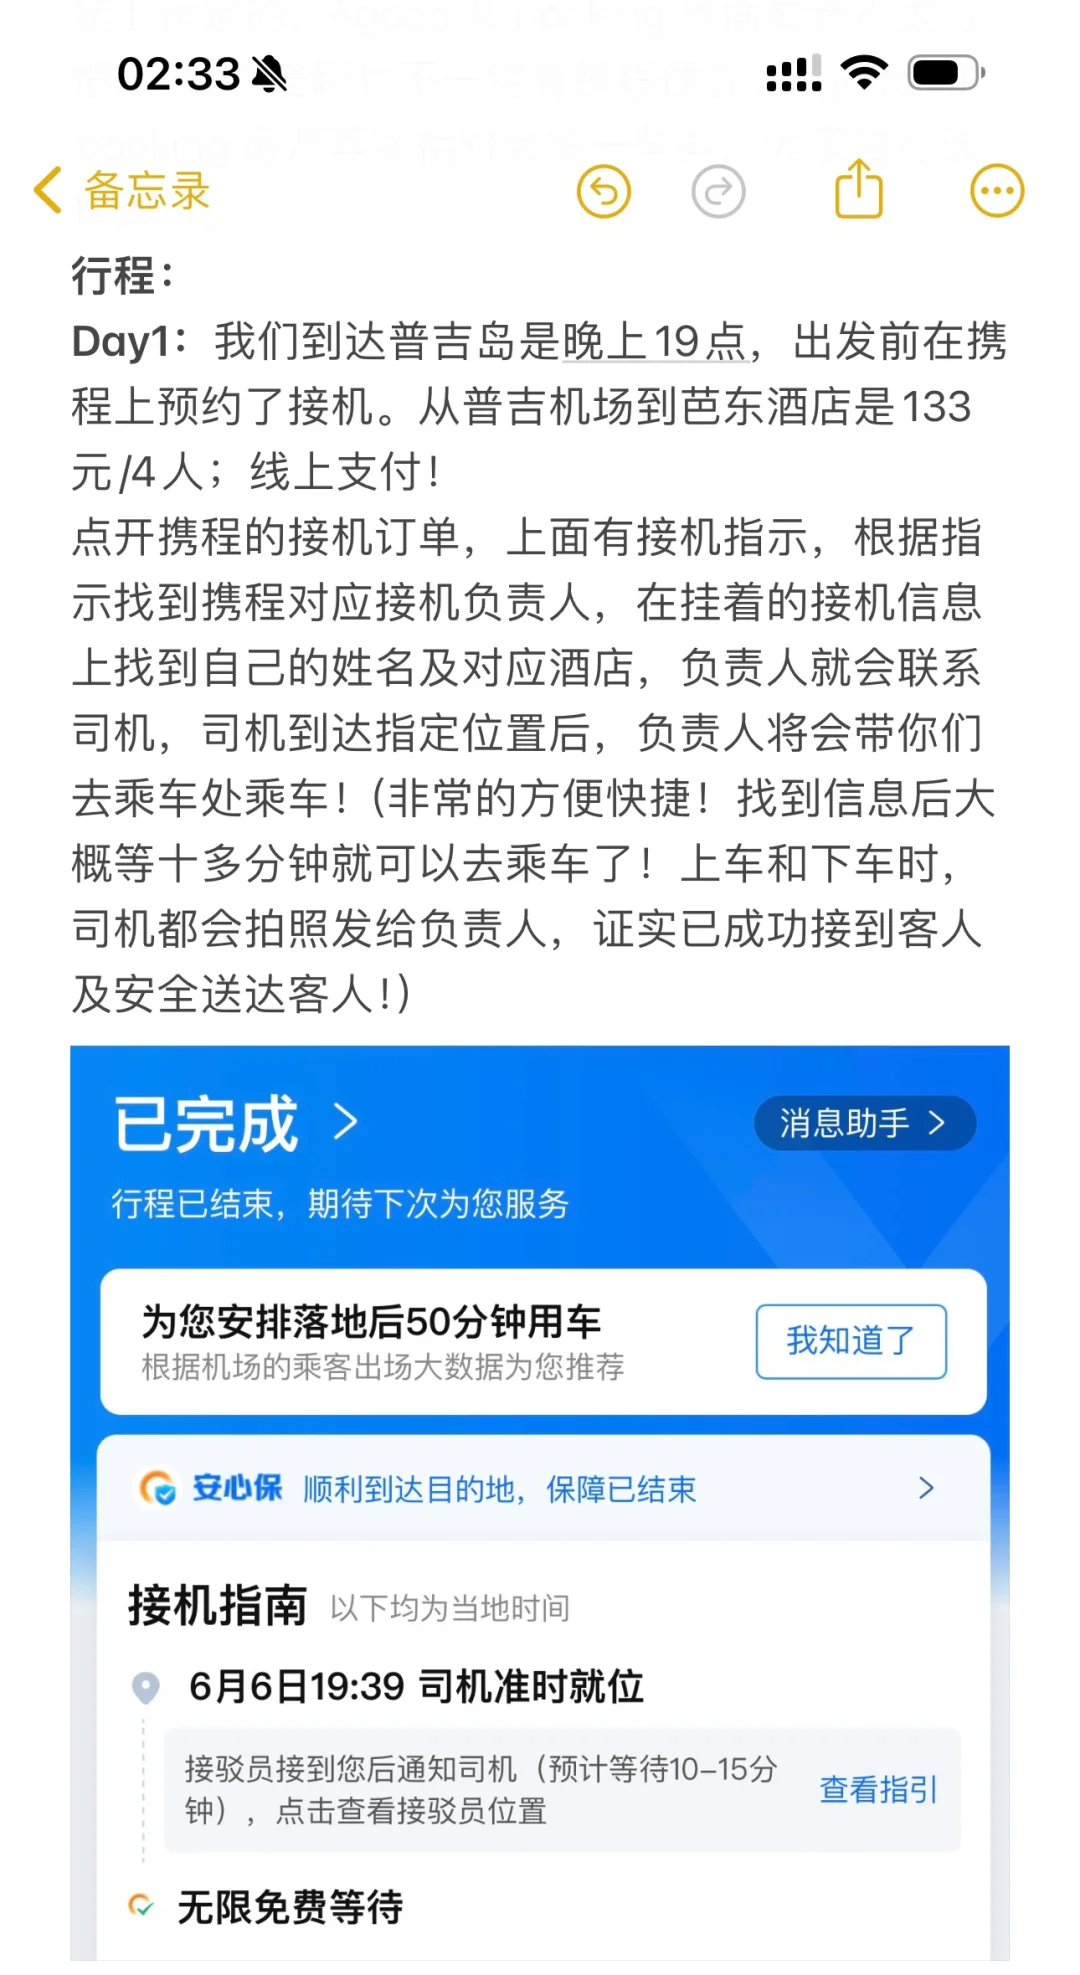 02:33
备忘录
行程：
Day1：我们到达普吉岛是晚上19点，出发前在携
程上预约了接机。从普吉机场到芭东酒店是133
元/4人；线上支付！
点开携程的接机订单，上面有接机指示，根据指
示找到携程对应接机负责人，在挂着的接机信息
上找到自己的姓名及对应酒店，负责人就会联系
司机，司机到达指定位置后，负责人将会带你们
去乘车处乘车！（非常的方便快捷！找到信息后大
概等十多分钟就可以去乘车了！上车和下车时，
司机都会拍照发给负责人，证实已成功接到客人
及安全送达客人！）
已完成
消息助手
行程已结束，期待下次为您服务
为您安排落地后50分钟用车
根据机场的乘客出场大数据为您推荐
我知道了
安心保 顺利到达目的地，保障已结束
接机指南 以下均为当地时间
6月6日19:39 司机准时就位
接驳员接到您后通知司机（预计等待10-15分
钟），点击查看接驳员位置
查看指引
无限免费等待